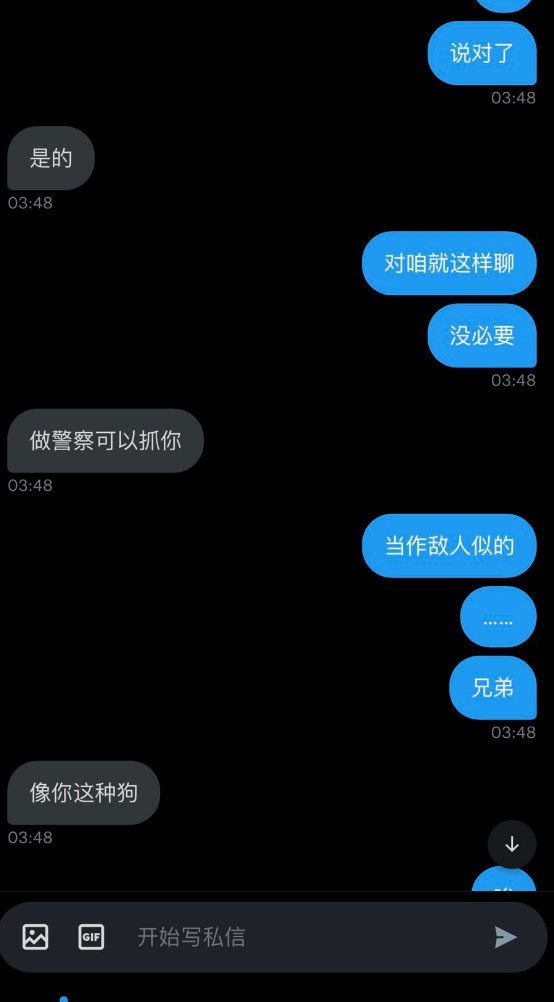 说对了
03:48
是的
03:48
对咱就这样聊
没必要
03:48
做警察可以抓你
03:48
当作敌人似的
……
兄弟
03:48
像你这种狗
03:48
GIF
开始写私信